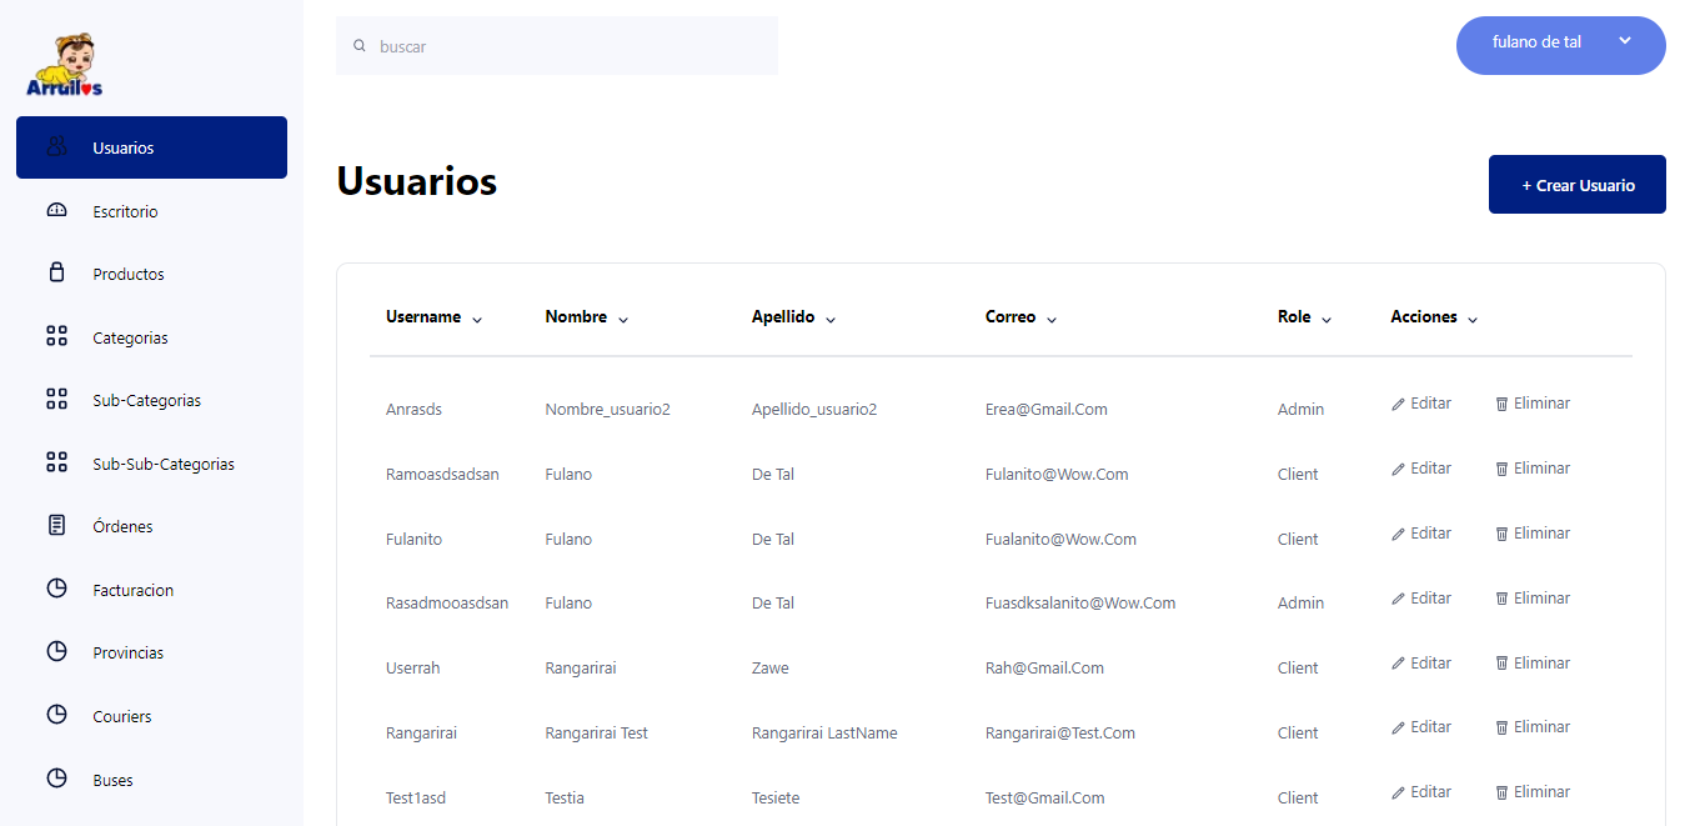 Arrullos
Usuarios
Escritorio
Productos
Categorias
Sub-Categorias
Sub-Sub-Categorias
Órdenes
Facturacion
Provincias
Couriers
Buses
buscar
fulano de tal
Usuarios
+ Crear Usuario
Username Nombre Apellido Correo Role Acciones
Anrasds Nombre_usuario2 Apellido_usuario2 Erea@Gmail.Com Admin Editar Eliminar
Ramoasdsadsan Fulano De Tal Fulanito@Wow.Com Client Editar Eliminar
Fulanito Fulano De Tal Fualanito@Wow.Com Client Editar Eliminar
Rasadmooasdsan Fulano De Tal Fuasdksalanito@Wow.Com Admin Editar Eliminar
Userrah Rangarirai Zawe Rah@Gmail.Com Client Editar Eliminar
Rangarirai Rangarirai Test Rangarirai LastName Rangarirai@Test.Com Client Editar Eliminar
Test1asd Testia Tesiete Test@Gmail.Com Client Editar Eliminar